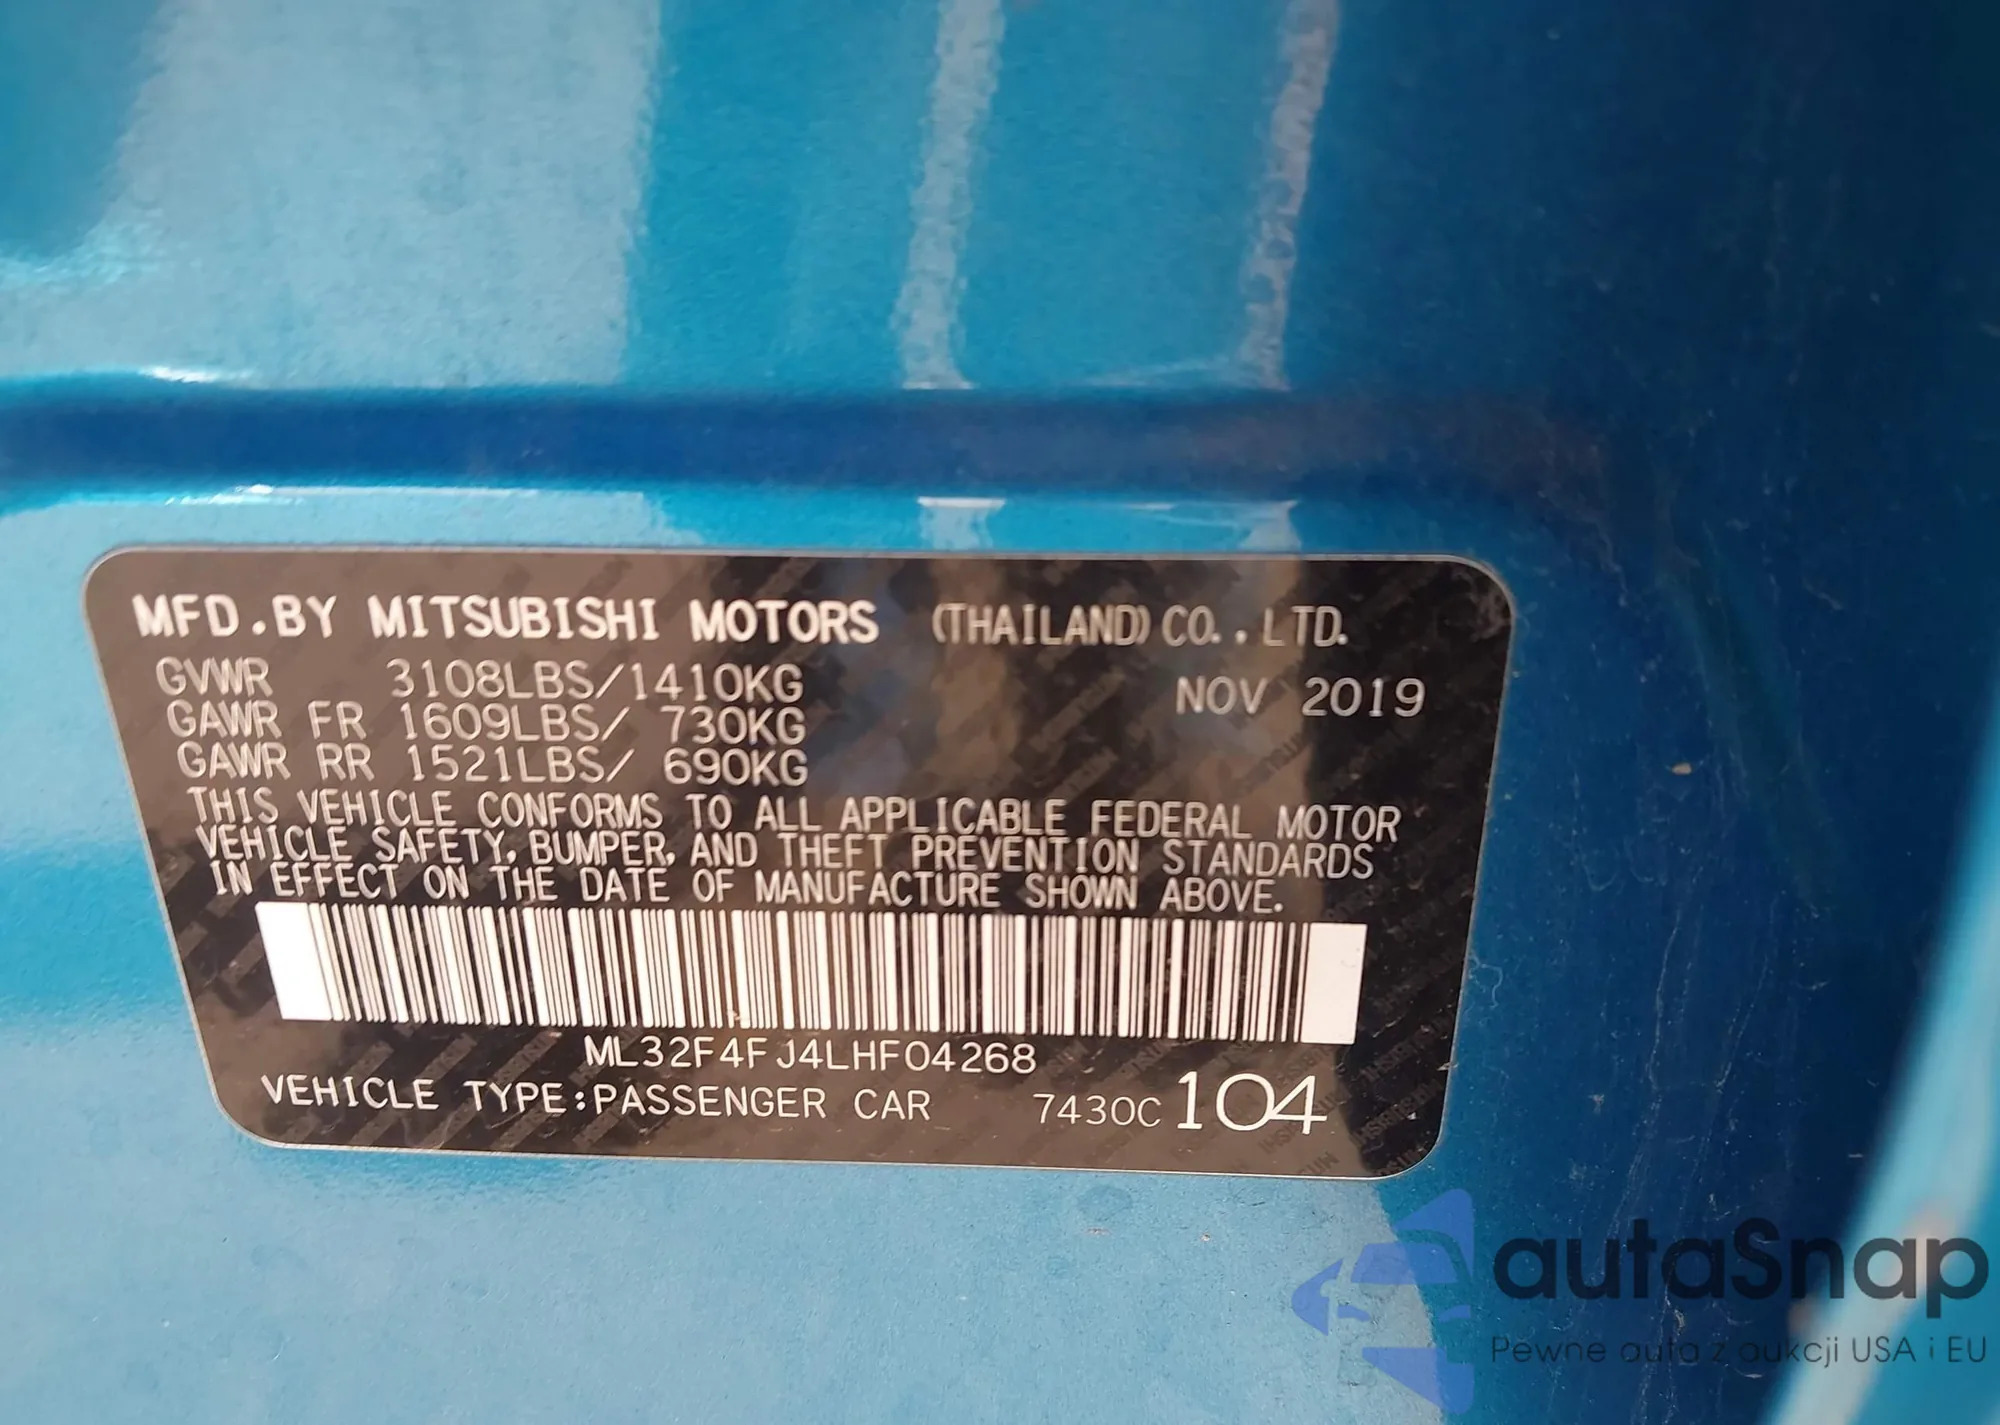 MFD.BY MITSUBISHI MOTORS (THAILAND) CO.,LTD.
GVWR 3108LBS/1410KG NOV 2019
GAWR FR 1609LBS/ 730KG
GAWR RR 1521LBS/ 690KG
THIS VEHICLE CONFORMS TO ALL APPLICABLE FEDERAL MOTOR
VEHICLE SAFETY, BUMPER, AND THEFT PREVENTION STANDARDS
IN EFFECT ON THE DATE OF MANUFACTURE SHOWN ABOVE.
ML32F4FJ4LHF04268
VEHICLE TYPE:PASSENGER CAR 7430C 104
autaSnap
Pewne auta z aukcji USA i EU